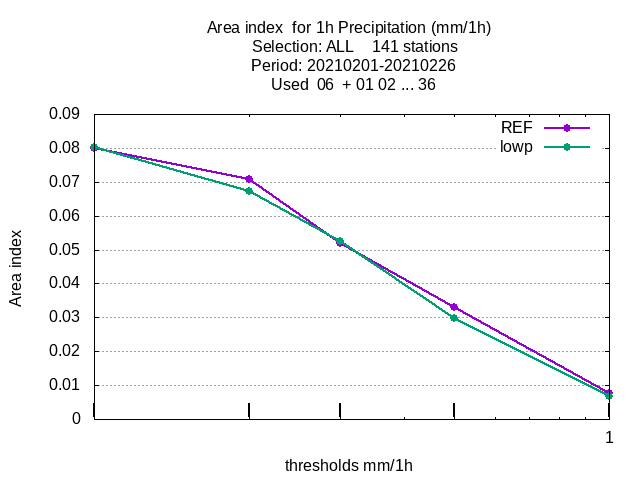 Area index  for 1h Precipitation (mm/1h)
Selection: ALL    141 stations
Period: 20210201-20210226
Used  06  + 01 02 ... 36
REF
lowp
0.09
0.08
0.07
0.06
0.05
0.04
0.03
0.02
0.01
0
Area index
1
thresholds mm/1h